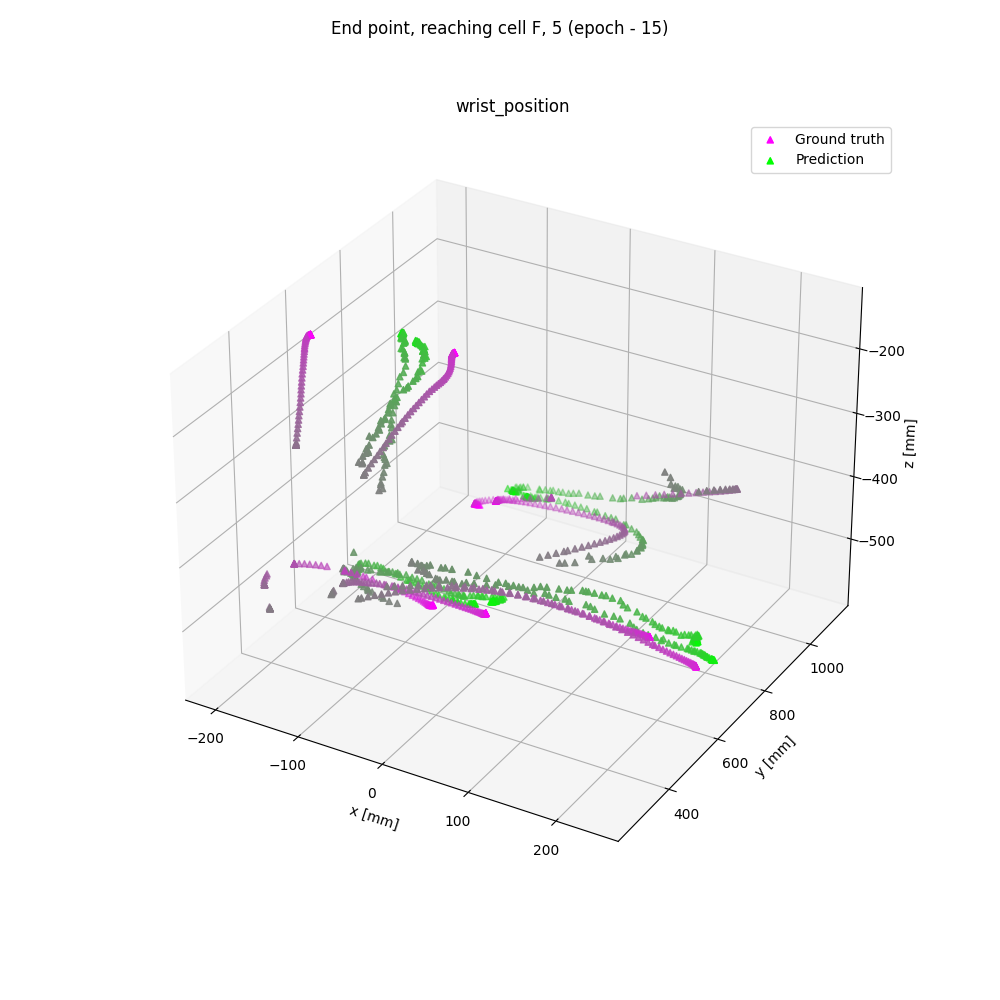 End point, reaching cell F, 5 (epoch - 15)
wrist_position
Ground truth
Prediction
−200
−300
−400
−500
z [mm]
1000
800
600
400
y [mm]
−200
−100
0
100
200
x [mm]